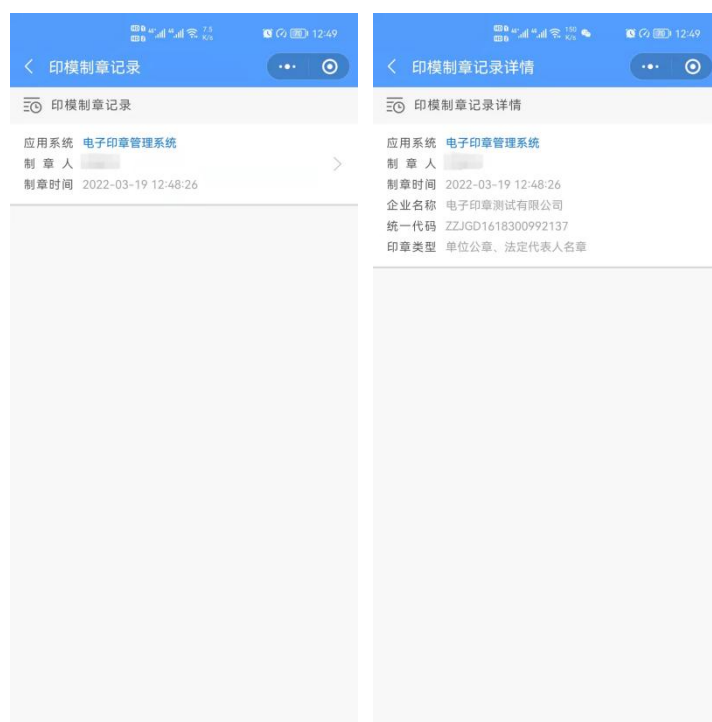 7.5
K/s
12:49
印模制章记录
印模制章记录
应用系统 电子印章管理系统
制 章 人
制章时间 2022-03-19 12:48:26
150
K/s
12:49
印模制章记录详情
印模制章记录详情
应用系统 电子印章管理系统
制 章 人
制章时间 2022-03-19 12:48:26
企业名称 电子印章测试有限公司
统一代码 ZZJGD1618300992137
印章类型 单位公章、法定代表人名章